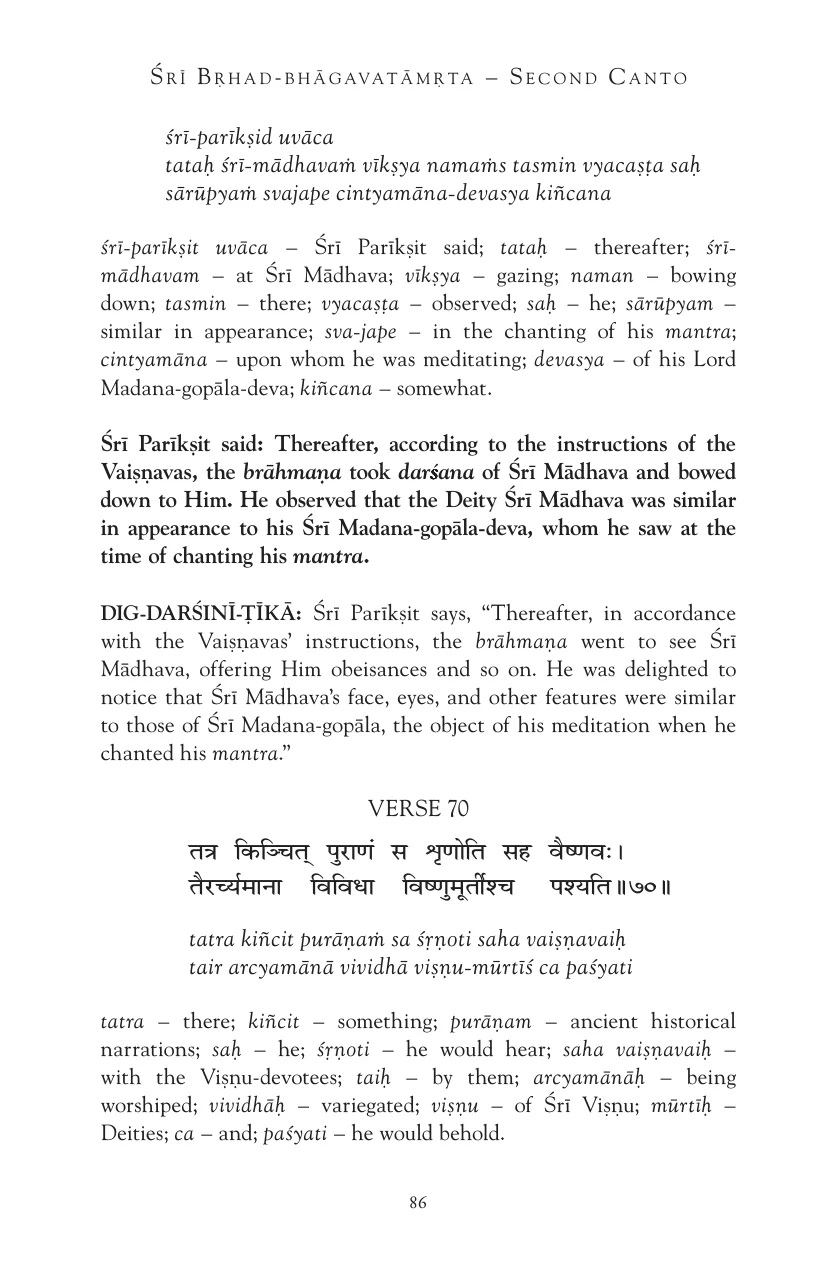 Śrī Bṛhad-bhāgavatāmṛta – Second Canto
śrī-parīkṣid uvāca
tataḥ śrī-mādhavaṁ vīkṣya namaṁs tasmin vyacaṣṭa saḥ
sārūpyaṁ svajape cintyamāna-devasya kiñcana
śrī-parīkṣit uvāca – Śrī Parīkṣit said; tataḥ – thereafter; śrī-
mādhavam – at Śrī Mādhava; vīkṣya – gazing; naman – bowing
down; tasmin – there; vyacaṣṭa – observed; saḥ – he; sārūpyam –
similar in appearance; sva-jape – in the chanting of his mantra;
cintyamāna – upon whom he was meditating; devasya – of his Lord
Madana-gopāla-deva; kiñcana – somewhat.
Śrī Parīkṣit said: Thereafter, according to the instructions of the
Vaiṣṇavas, the brāhmaṇa took darśana of Śrī Mādhava and bowed
down to Him. He observed that the Deity Śrī Mādhava was similar
in appearance to his Śrī Madana-gopāla-deva, whom he saw at the
time of chanting his mantra.
DIG-DARŚINĪ-ṬĪKĀ: Śrī Parīkṣit says, “Thereafter, in accordance
with the Vaiṣṇavas’ instructions, the brāhmaṇa went to see Śrī
Mādhava, offering Him obeisances and so on. He was delighted to
notice that Śrī Mādhava’s face, eyes, and other features were similar
to those of Śrī Madana-gopāla, the object of his meditation when he
chanted his mantra.”
VERSE 70
तत्र किञ्चित् पुराणं स शृणोति सह वैष्णवः।
तैरर्च्यमाना विविधा विष्णुमूर्तीश्च पश्यति॥७०॥
tatra kiñcit purāṇaṁ sa śṛṇoti saha vaiṣṇavaiḥ
tair arcyamānā vividhā viṣṇu-mūrtīś ca paśyati
tatra – there; kiñcit – something; purāṇam – ancient historical
narrations; saḥ – he; śṛṇoti – he would hear; saha vaiṣṇavaiḥ –
with the Viṣṇu-devotees; taiḥ – by them; arcyamānāḥ – being
worshiped; vividhāḥ – variegated; viṣṇu – of Śrī Viṣṇu; mūrtīḥ –
Deities; ca – and; paśyati – he would behold.
86